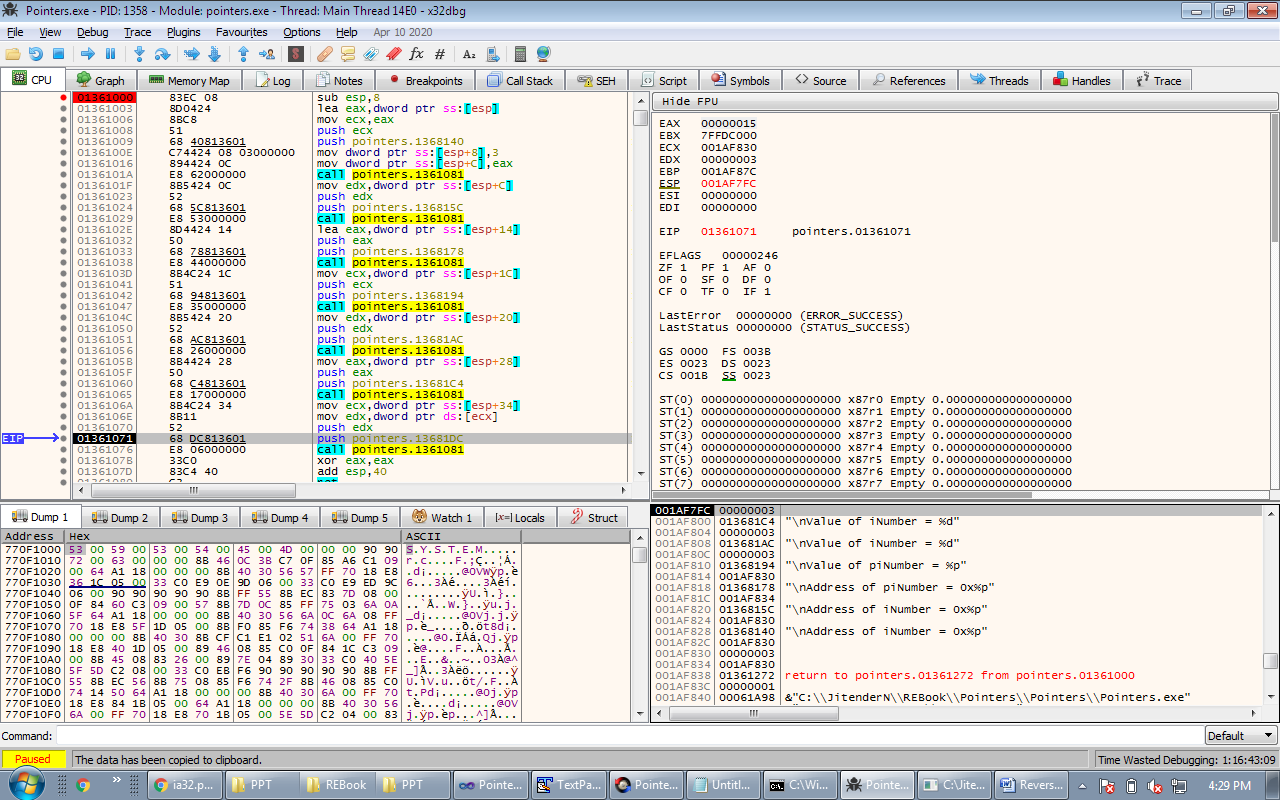 Pointers.exe - PID: 1358 - Module: pointers.exe - Thread: Main Thread 14E0 - x32dbg
File View Debug Trace Plugins Favourites Options Help Apr 10 2020
CPU Graph Memory Map Log Notes Breakpoints Call Stack SEH Script Symbols Source References Threads Handles Trace
01361000 83EC 08 sub esp,8
01361003 8D0424 lea eax,dword ptr ss:[esp]
01361006 8BC8 mov ecx,eax
01361008 51 push ecx
01361009 68 40813601 push pointers.1368140
0136100E C74424 08 03000000 mov dword ptr ss:[esp+8],3
01361016 894424 0C mov dword ptr ss:[esp+C],eax
0136101A E8 62000000 call pointers.1361081
0136101F 8B5424 0C mov edx,dword ptr ss:[esp+C]
01361023 52 push edx
01361024 68 5C813601 push pointers.136815C
01361029 E8 53000000 call pointers.1361081
0136102E 8D4424 14 lea eax,dword ptr ss:[esp+14]
01361032 50 push eax
01361033 68 78813601 push pointers.1368178
01361038 E8 44000000 call pointers.1361081
0136103D 8B4C24 1C mov ecx,dword ptr ss:[esp+1C]
01361041 51 push ecx
01361042 68 94813601 push pointers.1368194
01361047 E8 35000000 call pointers.1361081
0136104C 8B5424 20 mov edx,dword ptr ss:[esp+20]
01361050 52 push edx
01361051 68 AC813601 push pointers.13681AC
01361056 E8 26000000 call pointers.1361081
0136105B 8B4424 28 mov eax,dword ptr ss:[esp+28]
0136105F 50 push eax
01361060 68 C4813601 push pointers.13681C4
01361065 E8 17000000 call pointers.1361081
0136106A 8B4C24 34 mov ecx,dword ptr ss:[esp+34]
0136106E 8B11 mov edx,dword ptr ds:[ecx]
01361070 52 push edx
EIP 01361071 68 DC813601 push pointers.13681DC
01361076 E8 06000000 call pointers.1361081
0136107B 33C0 xor eax,eax
0136107D 83C4 40 add esp,40
01361080 C3 ret
Hide FPU
EAX 00000015
EBX 7FFDC000
ECX 001AF830
EDX 00000003
EBP 001AF87C
ESP 001AF7FC
ESI 00000000
EDI 00000000
EIP 01361071 pointers.01361071
EFLAGS 00000246
ZF 1 PF 1 AF 0
OF 0 SF 0 DF 0
CF 0 TF 0 IF 1
LastError 00000000 (ERROR_SUCCESS)
LastStatus 00000000 (STATUS_SUCCESS)
GS 0000 FS 003B
ES 0023 DS 0023
CS 001B SS 0023
ST(0) 00000000000000000000 x87r0 Empty 0.000000000000000000
ST(1) 00000000000000000000 x87r1 Empty 0.000000000000000000
ST(2) 00000000000000000000 x87r2 Empty 0.000000000000000000
ST(3) 00000000000000000000 x87r3 Empty 0.000000000000000000
ST(4) 00000000000000000000 x87r4 Empty 0.000000000000000000
ST(5) 00000000000000000000 x87r5 Empty 0.000000000000000000
ST(6) 00000000000000000000 x87r6 Empty 0.000000000000000000
ST(7) 00000000000000000000 x87r7 Empty 0.000000000000000000
Dump 1 Dump 2 Dump 3 Dump 4 Dump 5 Watch 1 Locals Struct
Address Hex ASCII
770F1000 53 00 59 00 53 00 54 00 45 00 4D 00 00 00 90 90 S.Y.S.T.E.M.....
770F1010 72 00 63 00 00 00 8B 46 0C 3B C7 0F 85 A6 C1 09
770F1020 00 64 A1 18 00 00 00 8B 40 30 56 57 FF 70 18 E8
770F1030 36 1C 05 00 33 C0 E9 0E 9D 06 00 33 C0 E9 ED 9C
770F1040 06 00 90 90 90 90 90 8B FF 55 8B EC 83 7D 08 00
770F1050 0F 84 60 C3 09 00 57 8B 7D 0C 85 FF 75 03 6A 0A
770F1060 5F 64 A1 18 00 00 00 8B 40 30 56 6A 0C 6A 08 FF
770F1070 70 18 E8 5F 1D 05 00 8B F0 85 F6 74 38 64 A1 18
770F1080 00 00 00 8B 40 30 8B CF C1 E1 02 51 6A 00 FF 70
770F1090 18 E8 40 1D 05 00 89 46 08 85 C0 0F 84 1C C3 09
770F10A0 00 8B 45 08 83 26 00 89 7E 04 89 30 33 C0 40 5E
770F10B0 5F 5D C2 08 00 33 C0 EB F6 90 90 90 90 90 8B FF
770F10C0 55 8B EC 56 8B 75 08 85 F6 74 2F 8B 46 08 85 C0
770F10D0 74 14 50 64 A1 18 00 00 00 8B 40 30 6A 00 FF 70
770F10E0 18 E8 84 1B 05 00 64 A1 18 00 00 00 8B 40 30 56
770F10F0 6A 00 FF 70 18 E8 70 1B 05 00 5E 5D C2 04 00 83
001AF7FC 00000003
001AF800 013681C4 "\nValue of iNumber = %d"
001AF804 00000003
001AF808 013681AC "\nValue of iNumber = %d"
001AF80C 00000003
001AF810 01368194 "\nValue of piNumber = %p"
001AF814 001AF830
001AF818 01368178 "\nAddress of piNumber = 0x%p"
001AF81C 001AF834
001AF820 0136815C "\nAddress of iNumber = 0x%p"
001AF824 001AF830
001AF828 01368140 "\nAddress of iNumber = 0x%p"
001AF82C 001AF830
001AF830 00000003
001AF834 001AF830
001AF838 01361272 return to pointers.01361272 from pointers.01361000
001AF83C 00000001
001AF840 00061A98 &"C:\\JitenderN\\REBook\\Pointers\\Pointers\\Pointers.exe"
Command: Default
Paused The data has been copied to clipboard. Time Wasted Debugging: 1:16:43:09
ia32.p... PPT REBook PPT Pointe... TextPa... Pointe... Untitl... C:\Wi... Pointe... C:\Jite... Revers... 4:29 PM